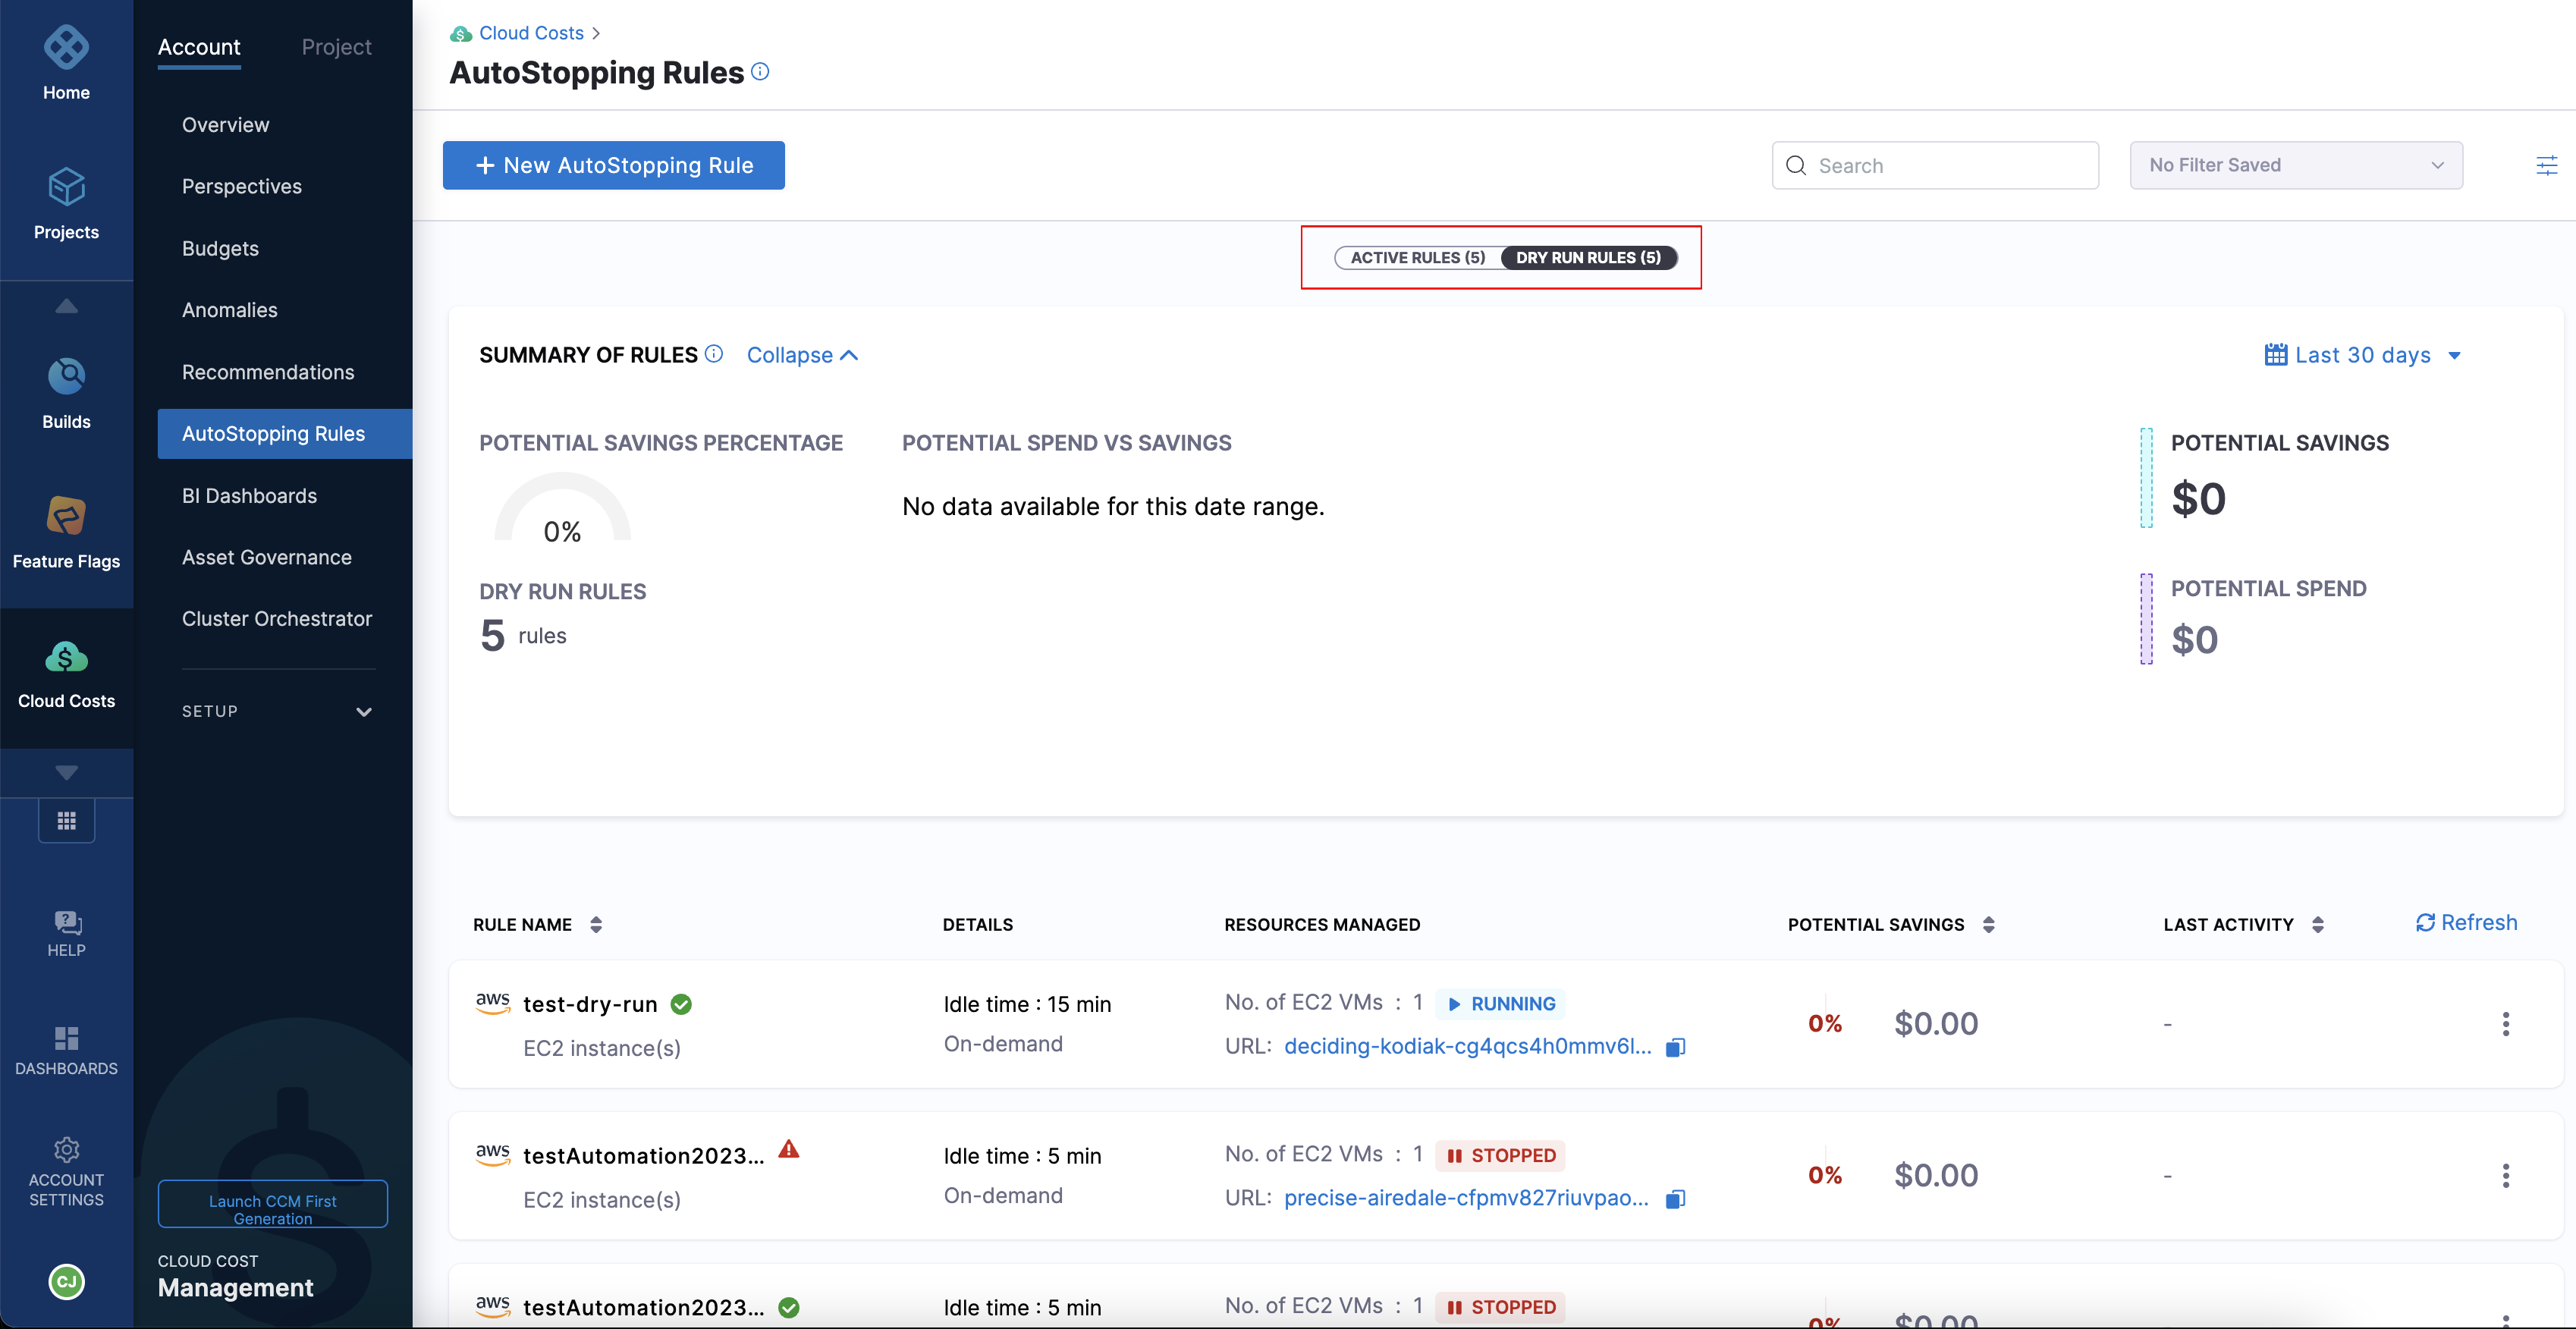 Home
Projects
Builds
Feature Flags
Cloud Costs
HELP
DASHBOARDS
ACCOUNT
SETTINGS
CJ
Account
Project
Overview
Perspectives
Budgets
Anomalies
Recommendations
AutoStopping Rules
BI Dashboards
Asset Governance
Cluster Orchestrator
SETUP
Launch CCM First
Generation
CLOUD COST
Management
Cloud Costs >
AutoStopping Rules
+ New AutoStopping Rule
Search
No Filter Saved
ACTIVE RULES (5) DRY RUN RULES (5)
SUMMARY OF RULES Collapse
Last 30 days
POTENTIAL SAVINGS PERCENTAGE
0%
DRY RUN RULES
5 rules
POTENTIAL SPEND VS SAVINGS
No data available for this date range.
POTENTIAL SAVINGS
$0
POTENTIAL SPEND
$0
RULE NAME DETAILS RESOURCES MANAGED POTENTIAL SAVINGS LAST ACTIVITY Refresh
aws test-dry-run
EC2 instance(s)
Idle time : 15 min
On-demand
No. of EC2 VMs : 1 RUNNING
URL: deciding-kodiak-cg4qcs4h0mmv6l...
0% $0.00 -
aws testAutomation2023...
EC2 instance(s)
Idle time : 5 min
On-demand
No. of EC2 VMs : 1 STOPPED
URL: precise-airedale-cfpmv827riuvpao...
0% $0.00 -
aws testAutomation2023...
Idle time : 5 min
No. of EC2 VMs : 1 STOPPED
0% $0.00